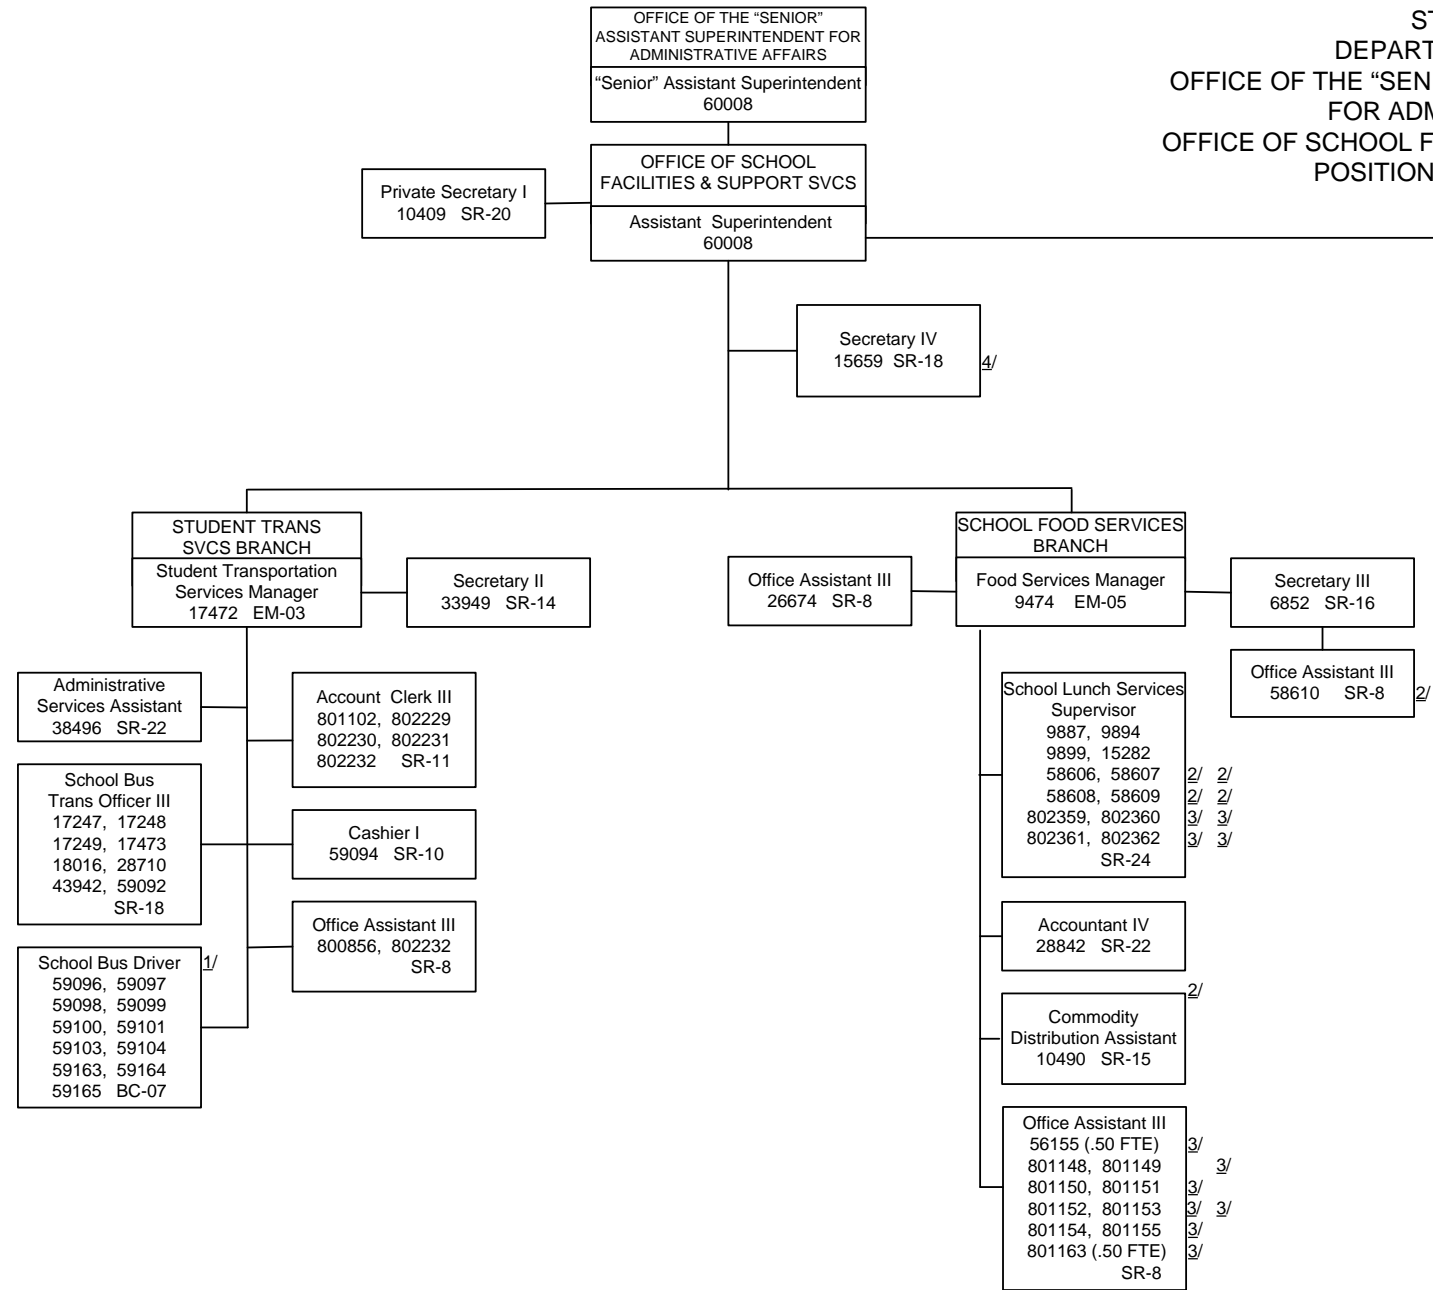 OFFICE OF THE “SENIOR”
ASSISTANT SUPERINTENDENT FOR
ADMINISTRATIVE AFFAIRS
“Senior” Assistant Superintendent
60008
ST
DEPART
OFFICE OF THE “SEN
FOR ADM
OFFICE OF SCHOOL F
POSITION
OFFICE OF SCHOOL
FACILITIES & SUPPORT SVCS
Assistant Superintendent
60008
Private Secretary I
10409 SR-20
Secretary IV
15659 SR-18 4/
STUDENT TRANS
SVCS BRANCH
Student Transportation
Services Manager
17472 EM-03
Secretary II
33949 SR-14
Administrative
Services Assistant
38496 SR-22
Account Clerk III
801102, 802229
802230, 802231
802232 SR-11
School Bus
Trans Officer III
17247, 17248
17249, 17473
18016, 28710
43942, 59092
SR-18
Cashier I
59094 SR-10
Office Assistant III
800856, 802232
SR-8
School Bus Driver 1/
59096, 59097
59098, 59099
59100, 59101
59103, 59104
59163, 59164
59165 BC-07
SCHOOL FOOD SERVICES
BRANCH
Food Services Manager
9474 EM-05
Office Assistant III
26674 SR-8
Secretary III
6852 SR-16
Office Assistant III
58610 SR-8 2/
School Lunch Services
Supervisor
9887, 9894
9899, 15282
58606, 58607 2/ 2/
58608, 58609 2/ 2/
802359, 802360 3/ 3/
802361, 802362 3/ 3/
SR-24
Accountant IV
28842 SR-22
2/
Commodity
Distribution Assistant
10490 SR-15
Office Assistant III
56155 (.50 FTE) 3/
801148, 801149 3/
801150, 801151 3/
801152, 801153 3/ 3/
801154, 801155 3/
801163 (.50 FTE) 3/
SR-8